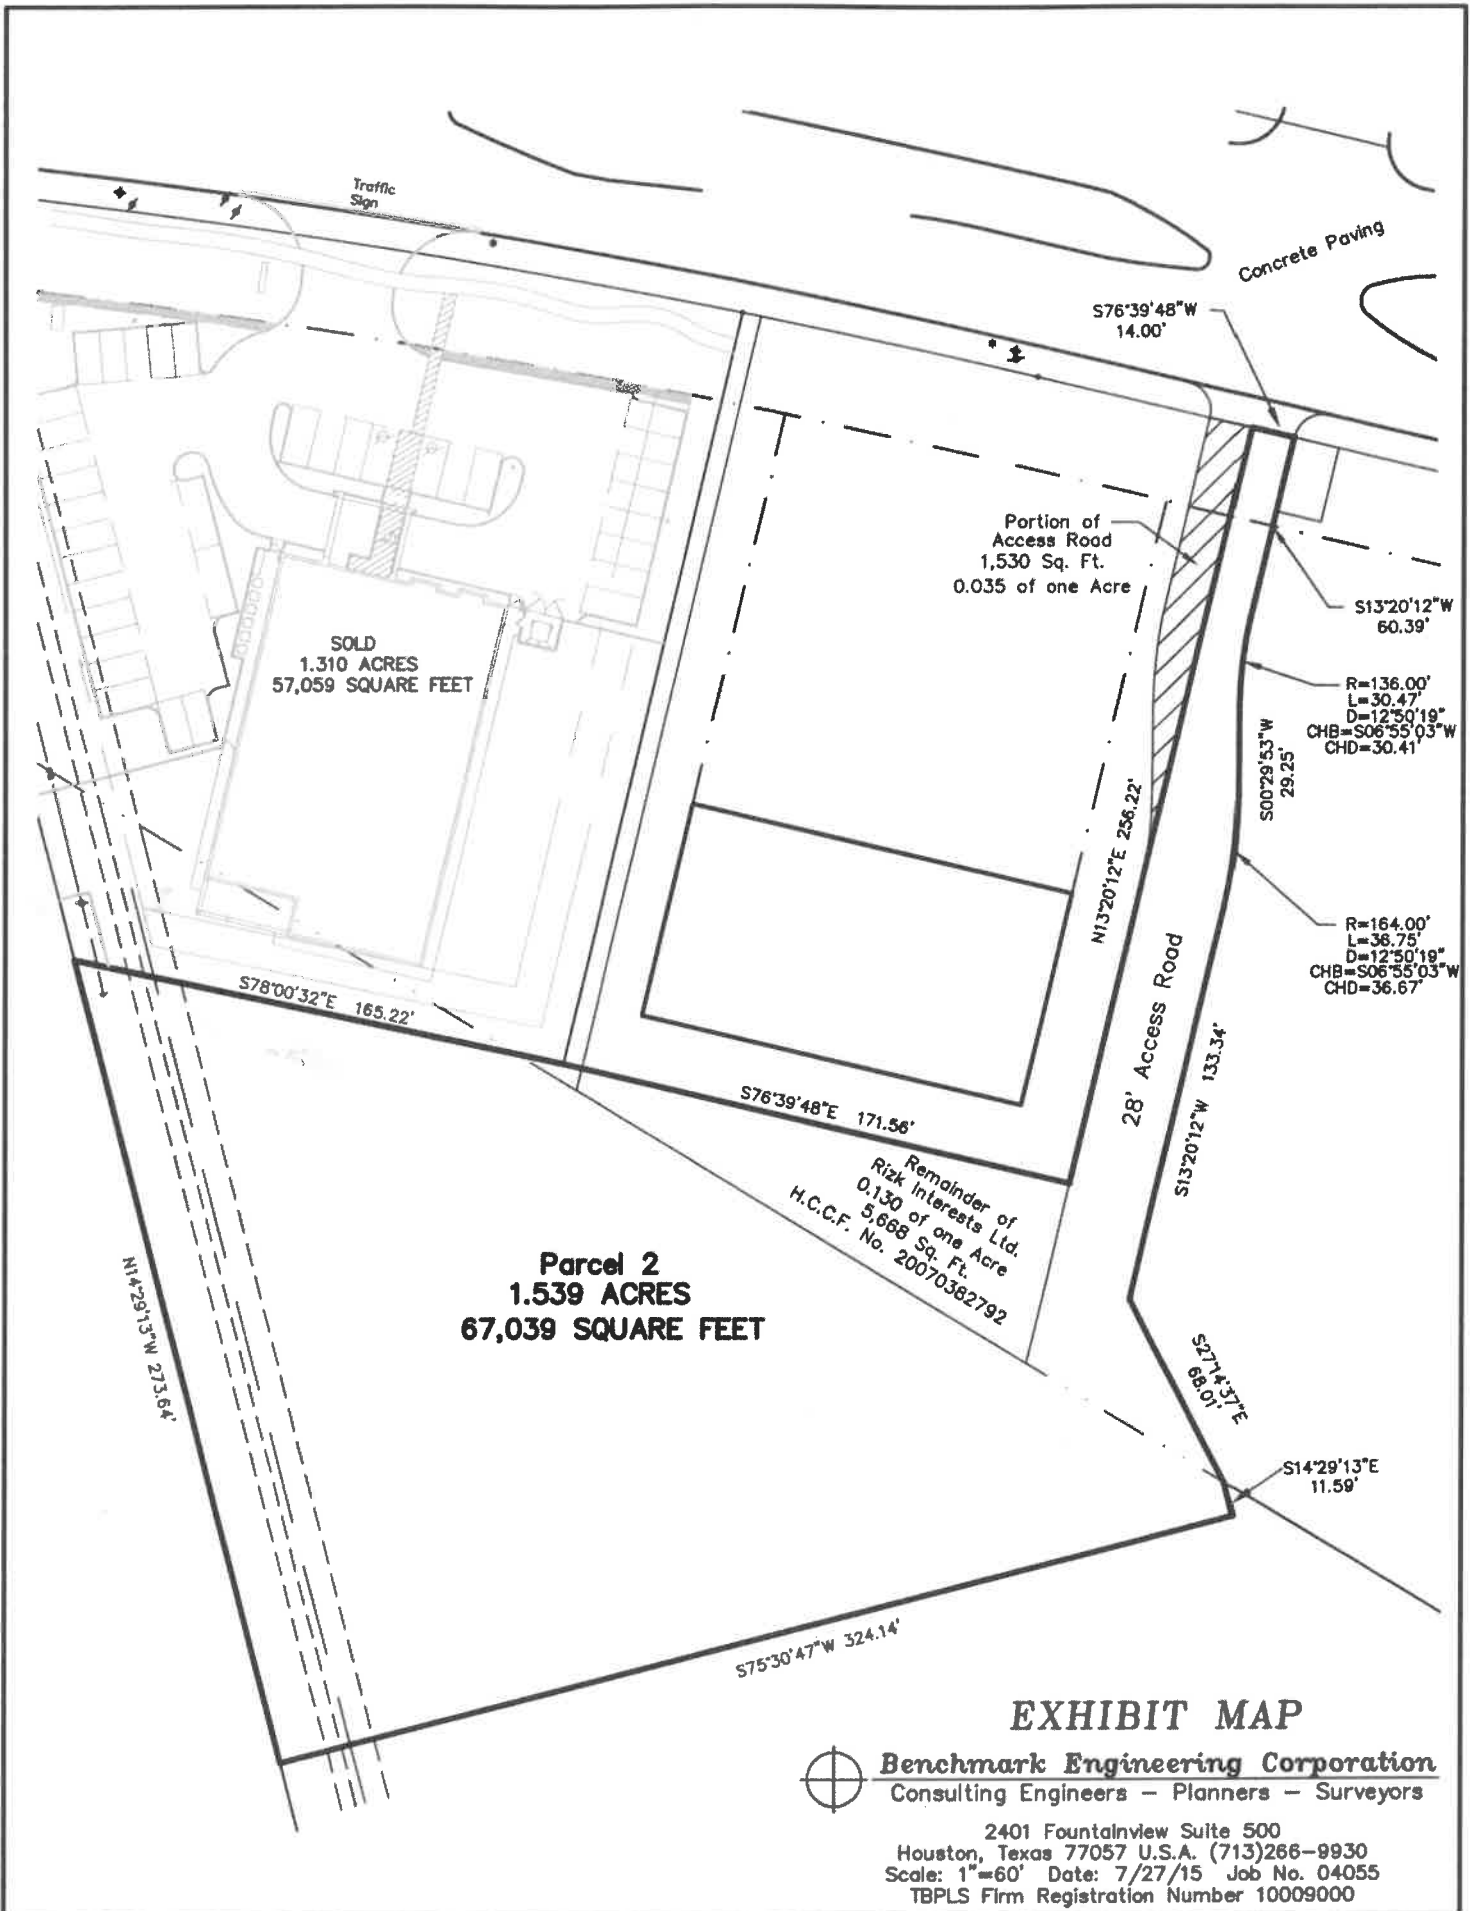 Traffic
Sign
Concrete Paving
S76°39'48"W
14.00'
Portion of
Access Road
1,530 Sq. Ft.
0.035 of one Acre
S13°20'12"W
60.39'
SOLD
1.310 ACRES
57,059 SQUARE FEET
R=136.00'
L=30.47'
D=12°50'19"
CHB=S06°55'03"W
CHD=30.41'
S00°29'53"W
29.25'
N13°20'12"E 256.22'
R=164.00'
L=36.75'
D=12°50'19"
CHB=S06°55'03"W
CHD=36.67'
S78°00'32"E 165.22'
28' Access Road
S13°20'12"W 133.34'
S76°39'48"E 171.56'
Remainder of
Rizk Interests Ltd.
0.130 of one Acre
5,668 Sq. Ft.
H.C.C.F. No. 20070382792
Parcel 2
1.539 ACRES
67,039 SQUARE FEET
N14°29'13"W 273.64'
S27°14'37"E
68.01'
S14°29'13"E
11.59'
S75°30'47"W 324.14'
EXHIBIT MAP
Benchmark Engineering Corporation
Consulting Engineers – Planners – Surveyors
2401 Fountainview Suite 500
Houston, Texas 77057 U.S.A. (713)266-9930
Scale: 1"=60' Date: 7/27/15 Job No. 04055
TBPLS Firm Registration Number 10009000